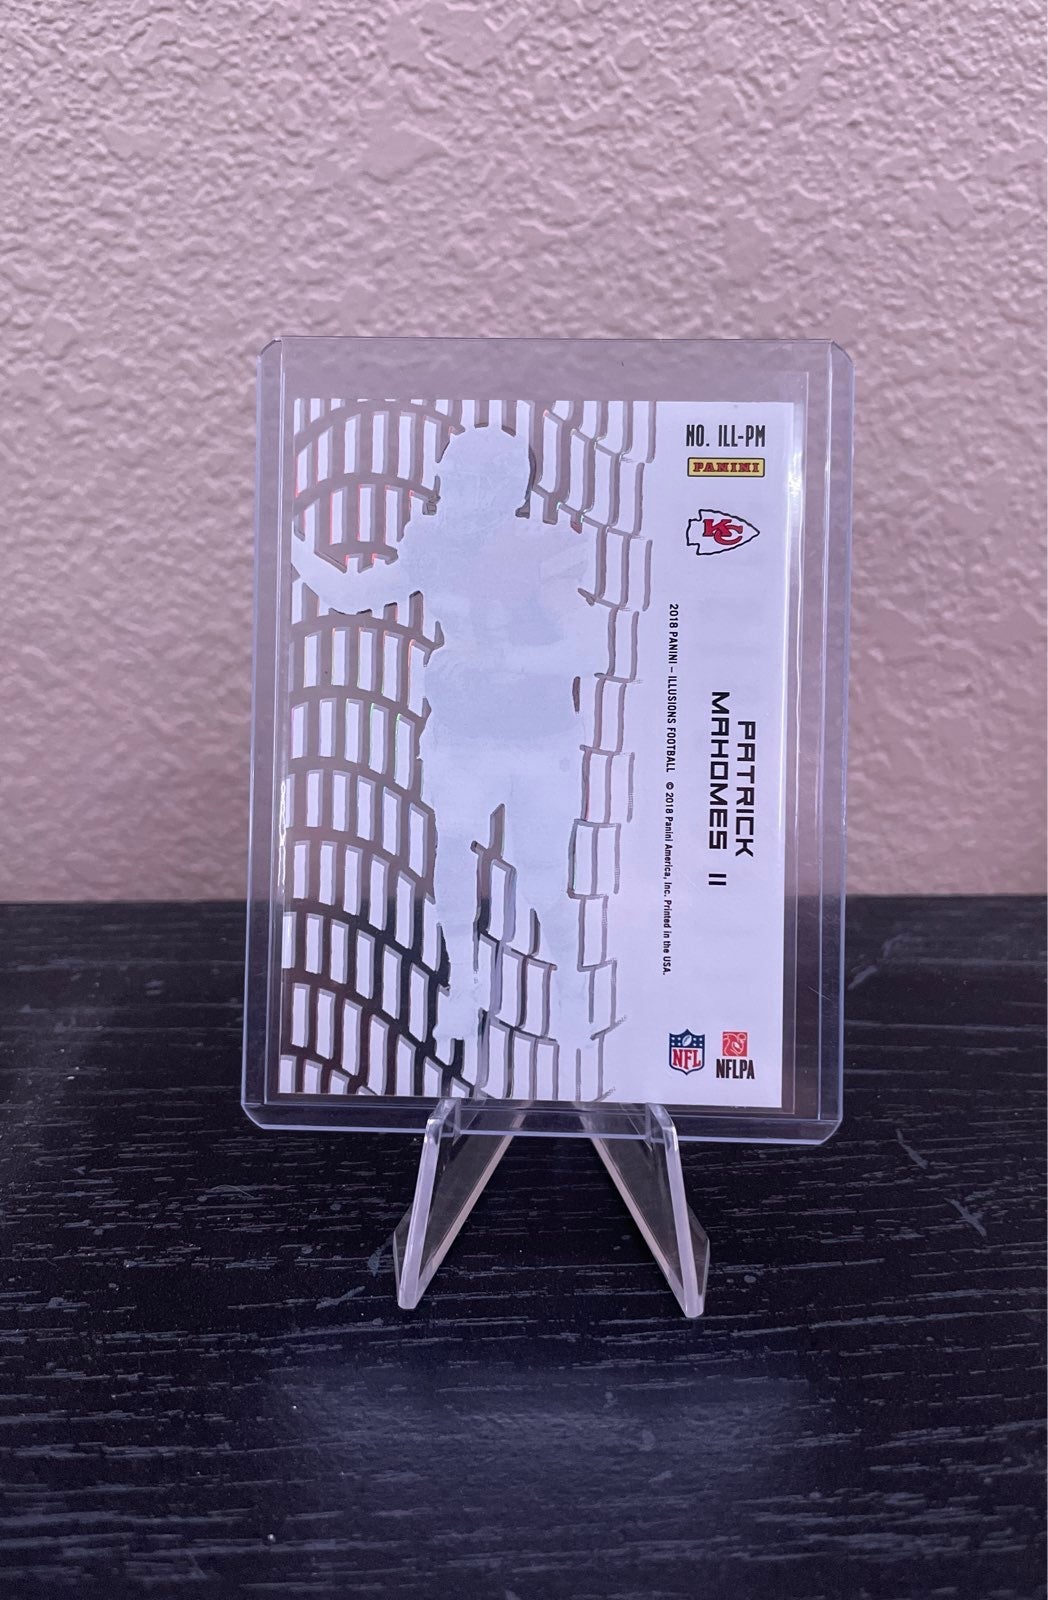 NO. ILL-PM
PANINI
KC
PATRICK
MAHOMES II
2018 PANINI – ILLUSIONS FOOTBALL © 2018 Panini America, Inc. Printed in the USA.
NFL
NFLPA